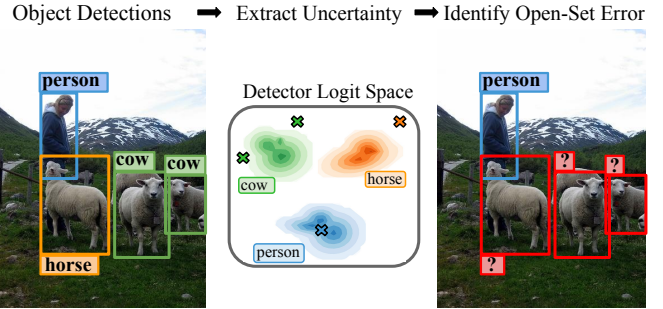 Object Detections
Extract Uncertainty
Identify Open-Set Error
person
cow
cow
horse
Detector Logit Space
cow
horse
person
person
?
?
?